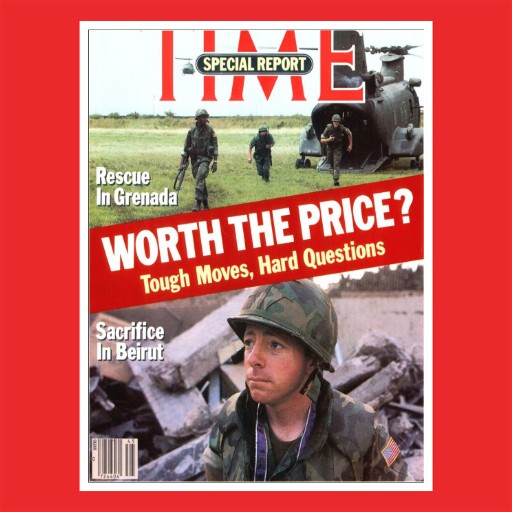 TIME
SPECIAL REPORT
Rescue
In Grenada
WORTH THE PRICE?
Tough Moves, Hard Questions
Sacrifice
In Beirut